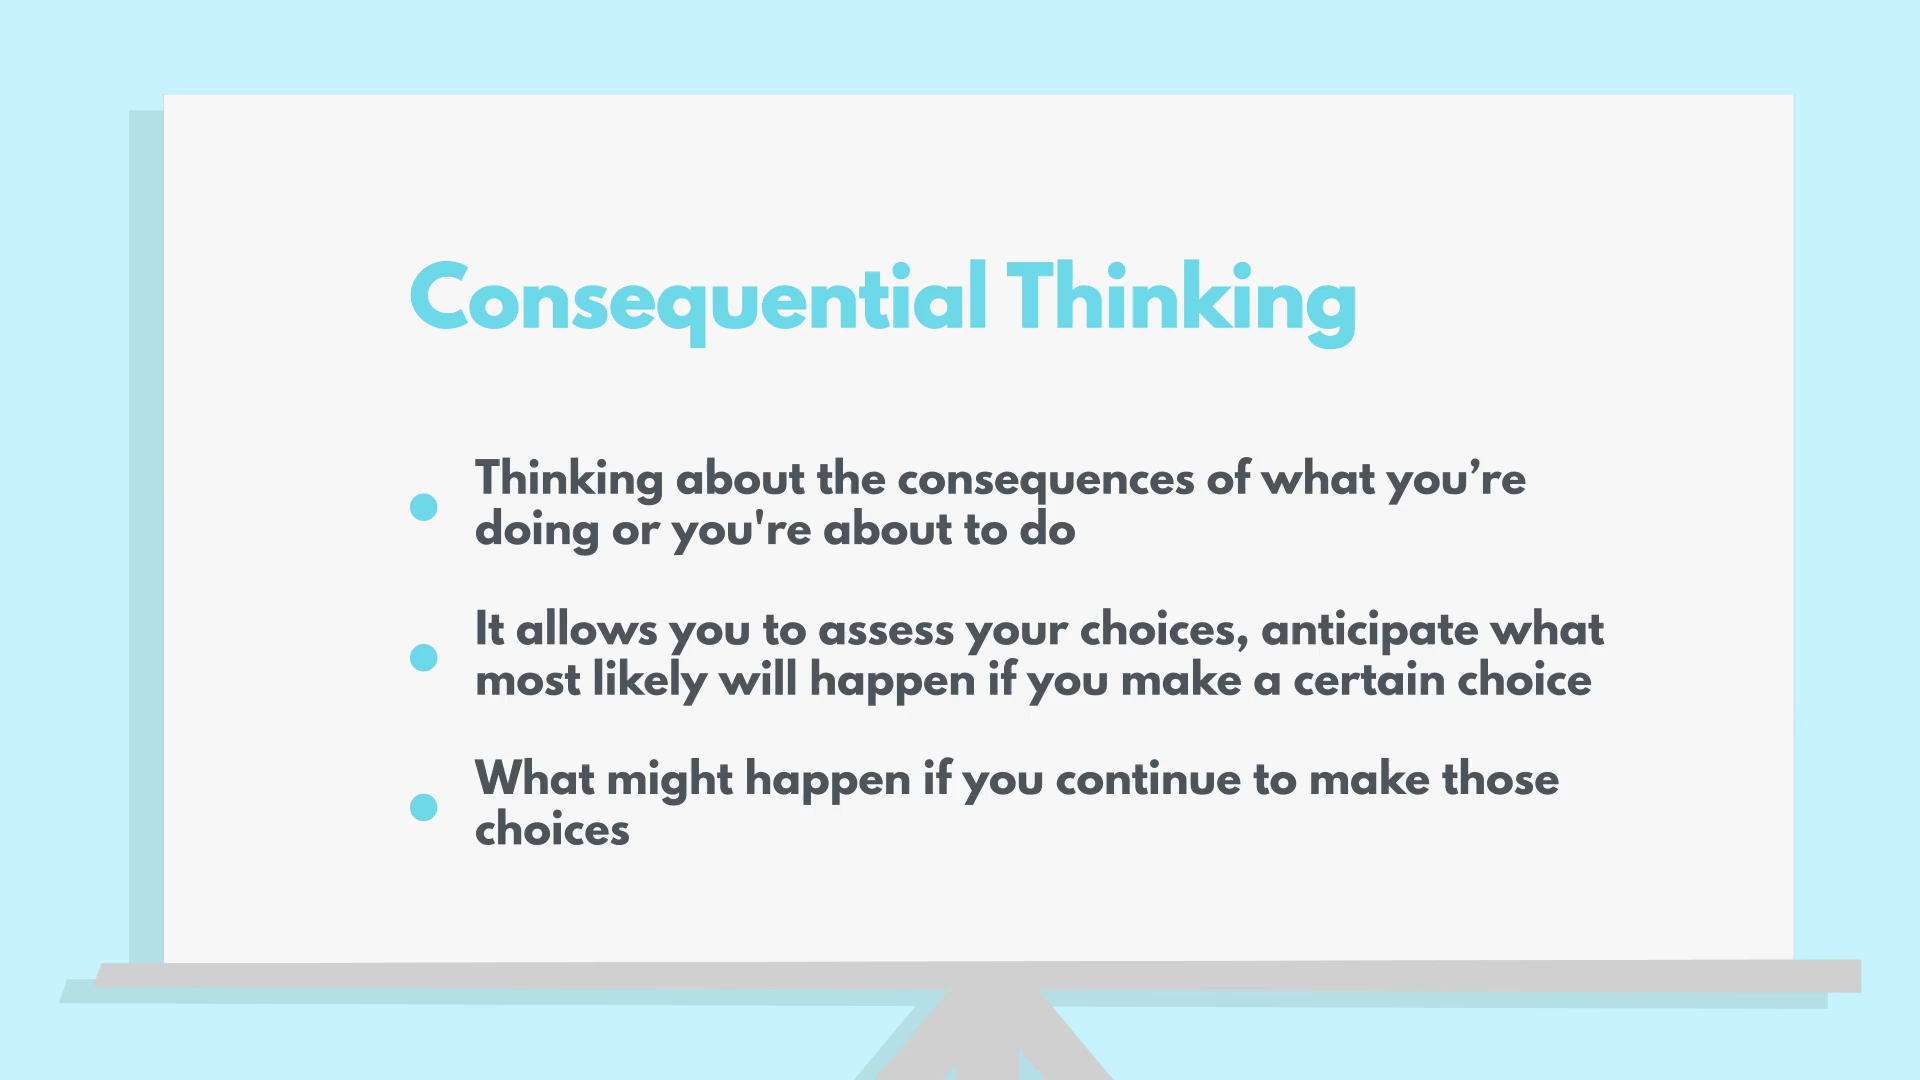 Consequential Thinking
Thinking about the consequences of what you’re
doing or you're about to do
It allows you to assess your choices, anticipate what
most likely will happen if you make a certain choice
What might happen if you continue to make those
choices